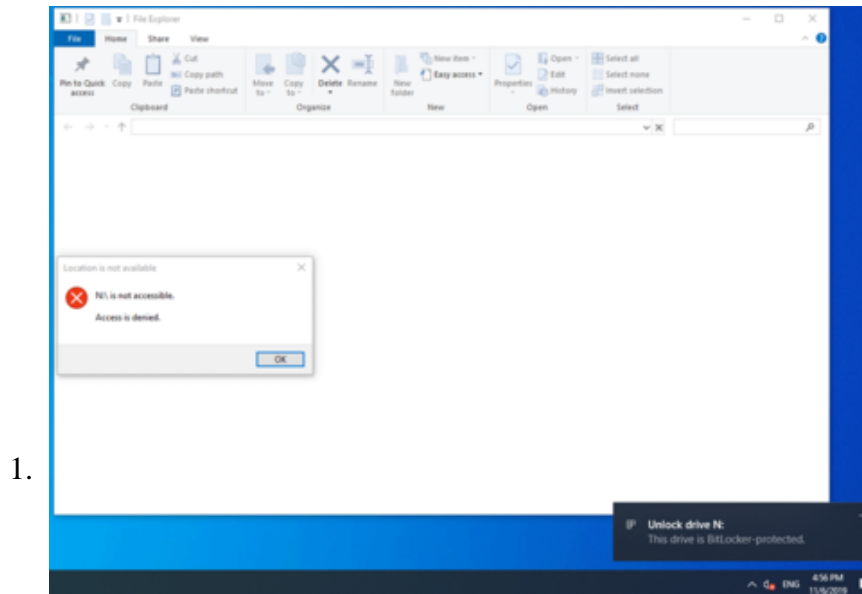 File Explorer
File Home Share View
Pin to Quick access
Copy
Paste
Cut
Copy path
Paste shortcut
Clipboard
Move to
Copy to
Delete
Rename
Organize
New folder
New item
Easy access
New
Properties
Open
Edit
History
Open
Select all
Select none
Invert selection
Select
Location is not available
N:\ is not accessible.
Access is denied.
OK
1.
Unlock drive N:
This drive is BitLocker-protected.
ENG
4:56 PM
11/6/2019